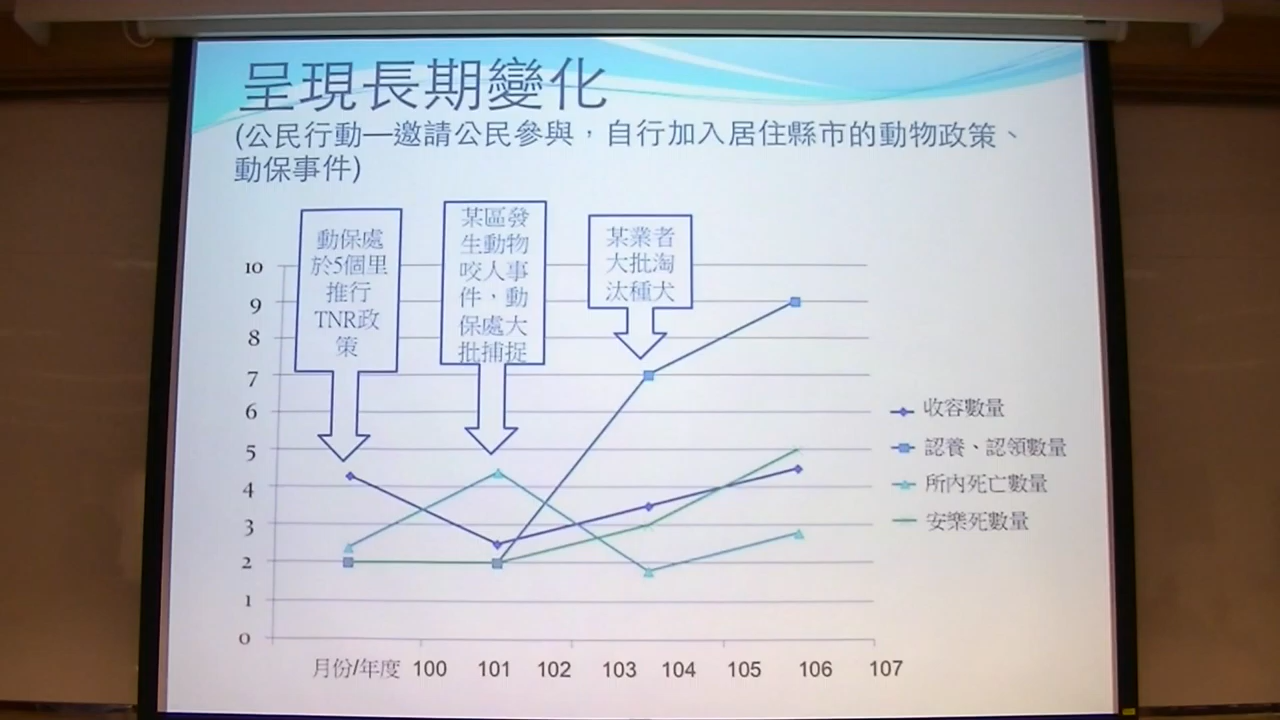 呈現長期變化
(公民行動—邀請公民參與，自行加入居住縣市的動物政策、
動保事件)
動保處
於5個里
推行
TNR政
策
某區發
生動物
咬人事
件，動
保處大
批捕捉
某業者
大批淘
汰種犬
10
9
8
7
6
5
4
3
2
1
0
收容數量
認養、認領數量
所內死亡數量
安樂死數量
月份/年度 100 101 102 103 104 105 106 107